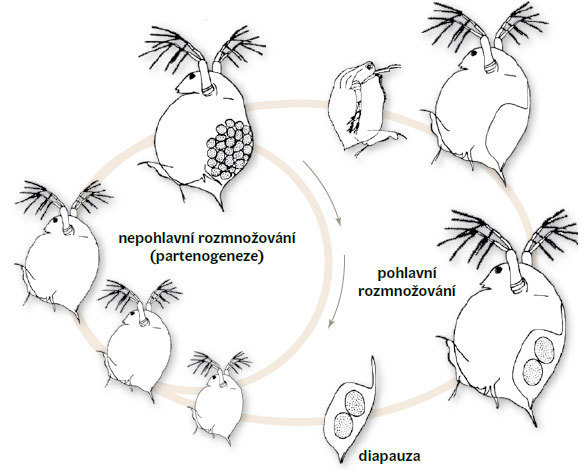 nepohlavní rozmnožování
(partenogeneze)
pohlavní
rozmnožování
diapauza